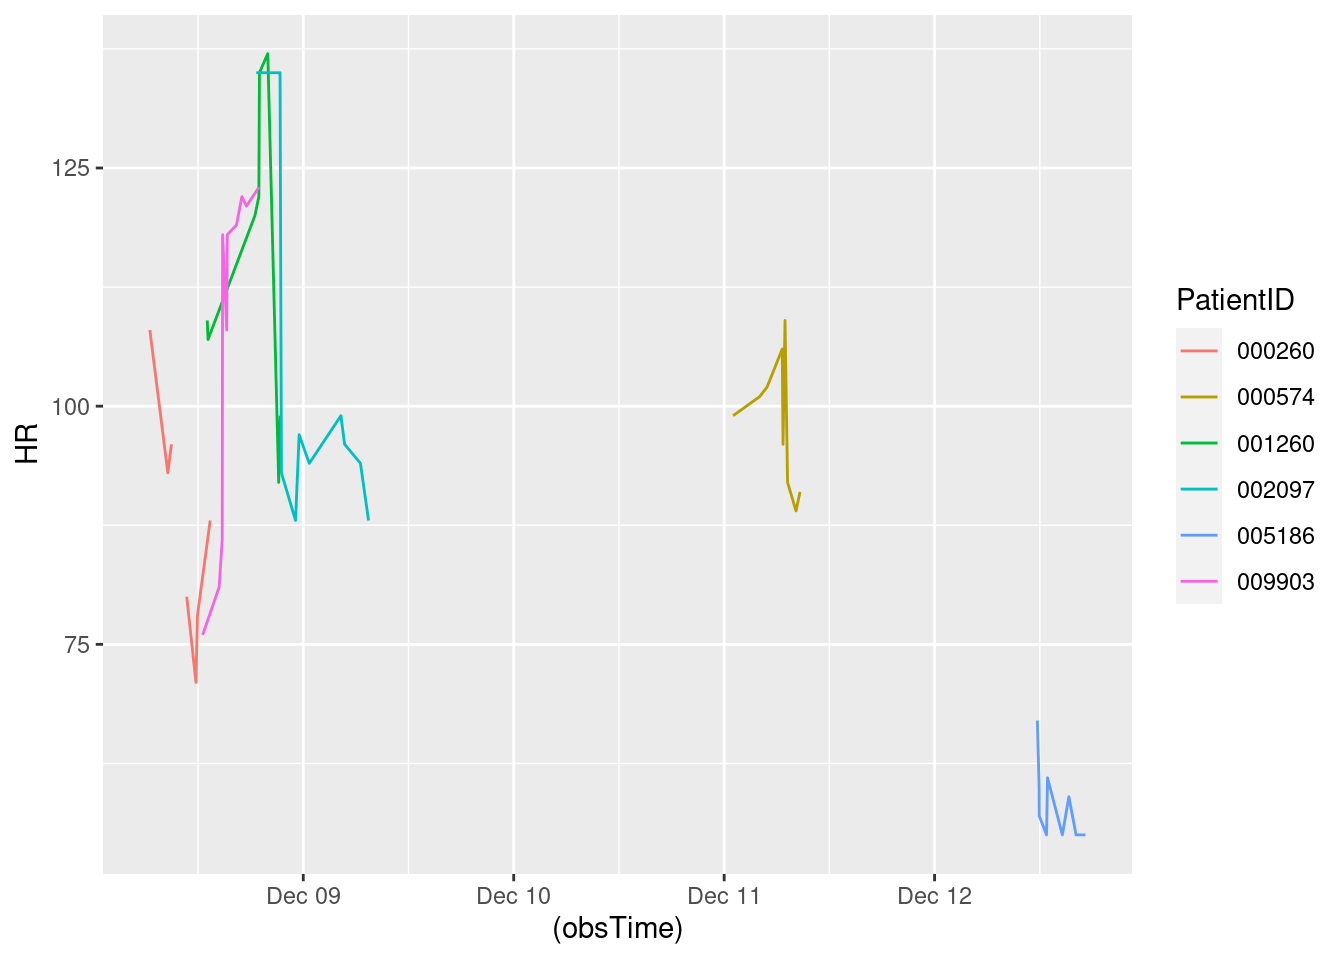 125
100
75
HR
Dec 09
Dec 10
Dec 11
Dec 12
(obsTime)
PatientID
000260
000574
001260
002097
005186
009903